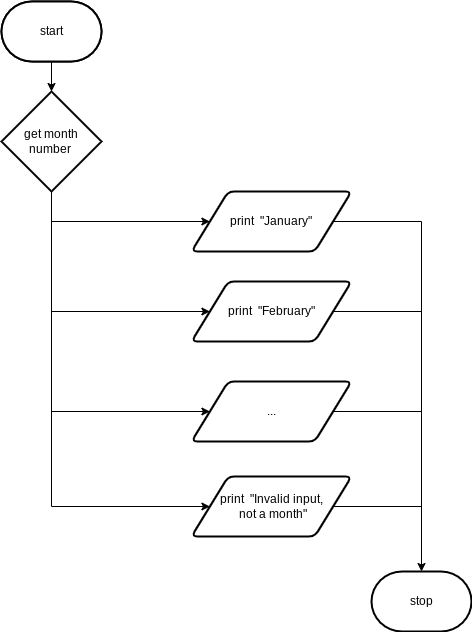 start
get month
number
print "January"
print "February"
...
print "Invalid input,
not a month"
stop